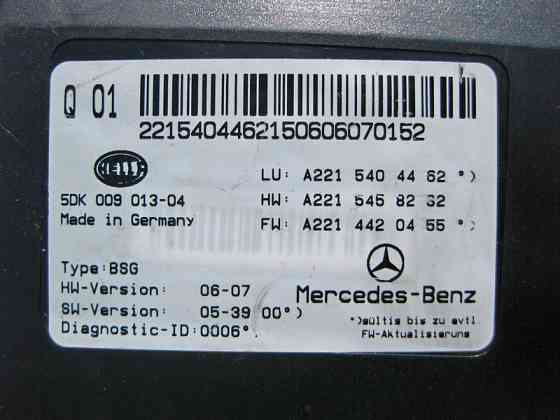 Q 01
2215404462150606070152
HELLA
5DK 009 013-04
Made in Germany
LU: A221 540 44 62 °)
HW: A221 545 82 62
FW: A221 442 04 55 °)
Type:BSG
HW-Version: 06-07
SW-Version: 05-39 00°)
Diagnostic-ID:0006°.
Mercedes-Benz
°)gültig bis zu evtl.
FW-Aktualisierung